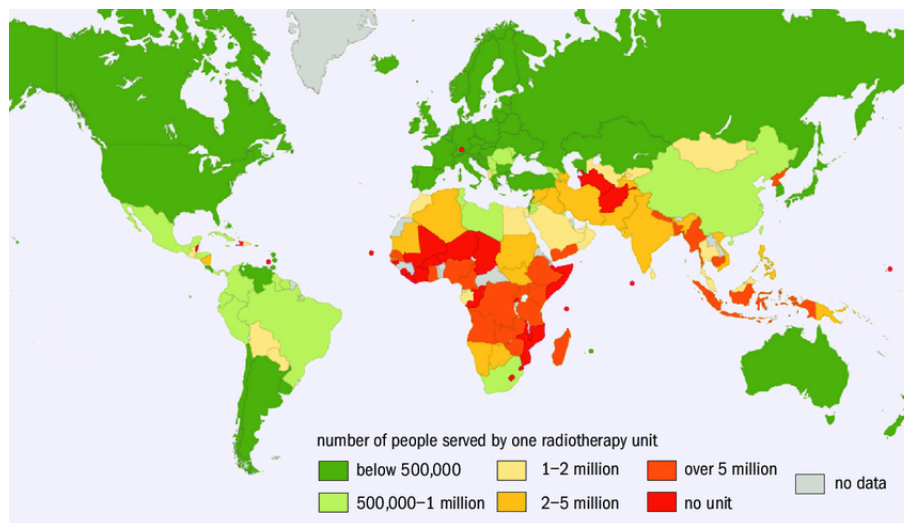 number of people served by one radiotherapy unit
below 500,000
1–2 million
over 5 million
no data
500,000–1 million
2–5 million
no unit